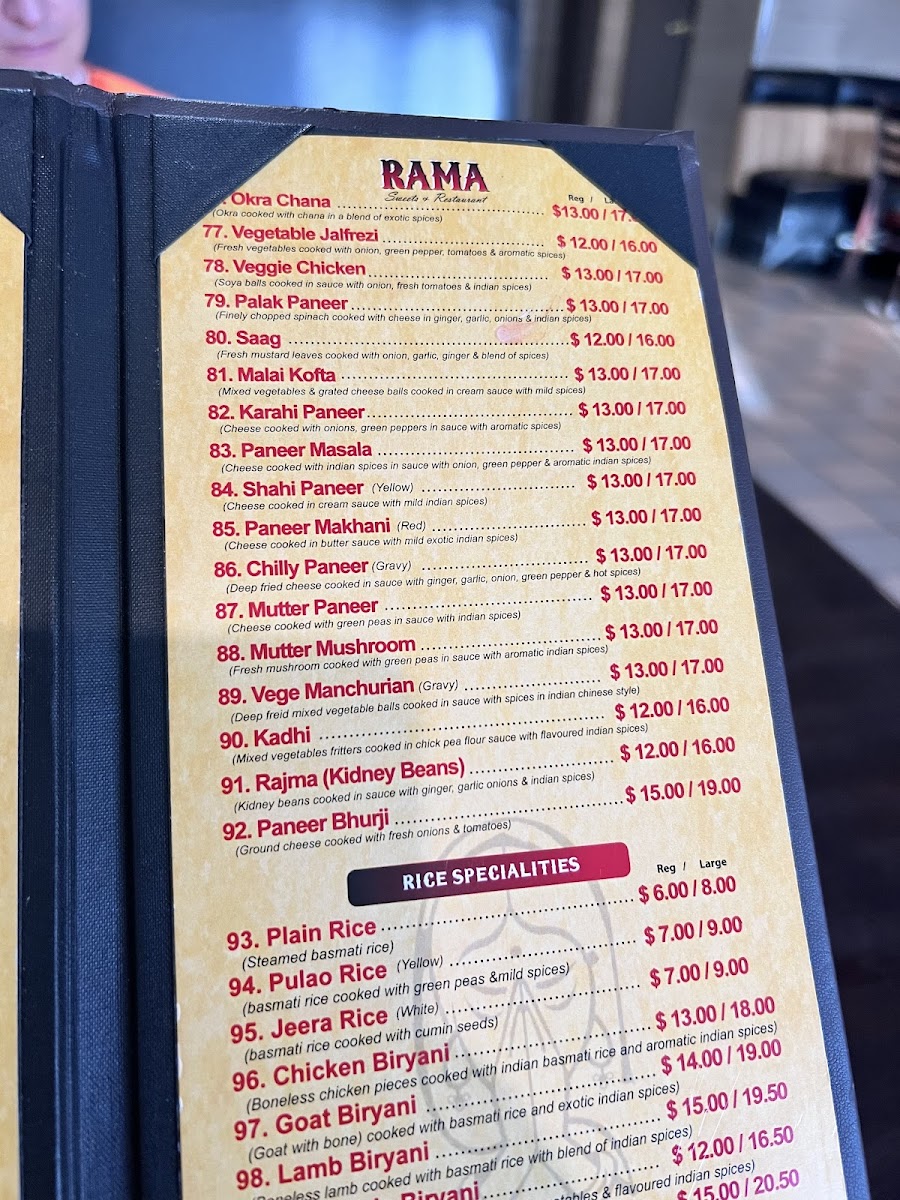 RAMA
Sweets & Restaurant
Reg /
. Okra Chana ........ $13.00 / 17.
(Okra cooked with chana in a blend of exotic spices)
77. Vegetable Jalfrezi ........ $ 12.00 / 16.00
(Fresh vegetables cooked with onion, green pepper, tomatoes & aromatic spices)
78. Veggie Chicken ........ $ 13.00 / 17.00
(Soya balls cooked in sauce with onion, fresh tomatoes & indian spices)
79. Palak Paneer ........ $ 13.00 / 17.00
(Finely chopped spinach cooked with cheese in ginger, garlic, onions & indian spices)
80. Saag ........ $ 12.00 / 16.00
(Fresh mustard leaves cooked with onion, garlic, ginger & blend of spices)
81. Malai Kofta ........ $ 13.00 / 17.00
(Mixed vegetables & grated cheese balls cooked in cream sauce with mild spices)
82. Karahi Paneer ........ $ 13.00 / 17.00
(Cheese cooked with onions, green peppers in sauce with aromatic spices)
83. Paneer Masala ........ $ 13.00 / 17.00
(Cheese cooked with indian spices in sauce with onion, green pepper & aromatic indian spices)
84. Shahi Paneer (Yellow) ........ $ 13.00 / 17.00
(Cheese cooked in cream sauce with mild indian spices)
85. Paneer Makhani (Red) ........ $ 13.00 / 17.00
(Cheese cooked in butter sauce with mild exotic indian spices)
86. Chilly Paneer (Gravy) ........ $ 13.00 / 17.00
(Deep fried cheese cooked in sauce with ginger, garlic, onion, green pepper & hot spices)
87. Mutter Paneer ........ $ 13.00 / 17.00
(Cheese cooked with green peas in sauce with indian spices)
88. Mutter Mushroom ........ $ 13.00 / 17.00
(Fresh mushroom cooked with green peas in sauce with aromatic indian spices)
89. Vege Manchurian (Gravy) ........ $ 13.00 / 17.00
(Deep freid mixed vegetable balls cooked in sauce with spices in indian chinese style)
90. Kadhi ........ $ 12.00 / 16.00
(Mixed vegetables fritters cooked in chick pea flour sauce with flavoured indian spices)
91. Rajma (Kidney Beans) ........ $ 12.00 / 16.00
(Kidney beans cooked in sauce with ginger, garlic onions & indian spices)
92. Paneer Bhurji ........ $ 15.00 / 19.00
(Ground cheese cooked with fresh onions & tomatoes)
RICE SPECIALITIES
Reg / Large
93. Plain Rice ........ $ 6.00 / 8.00
(Steamed basmati rice)
94. Pulao Rice (Yellow) ........ $ 7.00 / 9.00
(basmati rice cooked with green peas &mild spices)
95. Jeera Rice (White) ........ $ 7.00 / 9.00
(basmati rice cooked with cumin seeds)
96. Chicken Biryani ........ $ 13.00 / 18.00
(Boneless chicken pieces cooked with indian basmati rice and aromatic indian spices)
97. Goat Biryani ........ $ 14.00 / 19.00
(Goat with bone) cooked with basmati rice and exotic indian spices)
98. Lamb Biryani ........ $ 15.00 / 19.50
(Boneless lamb cooked with basmati rice with blend of indian spices)
Biryani ........ $ 12.00 / 16.50
& flavoured indian spices)
$ 15.00 / 20.50